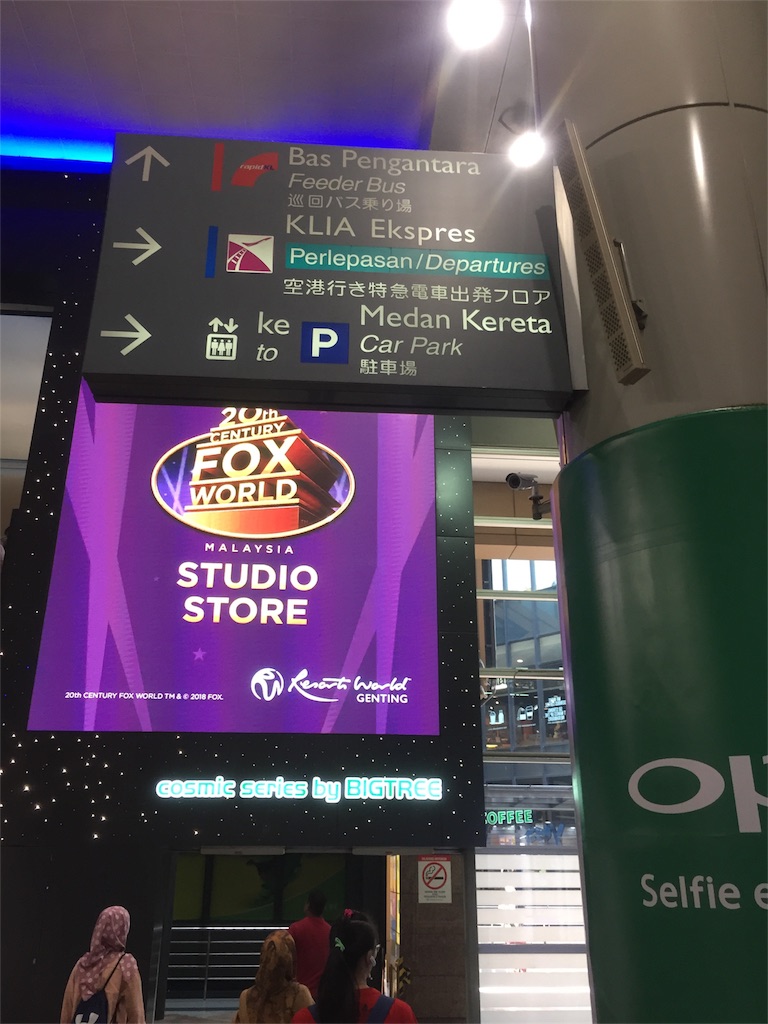 rapidKL
Bas Pengantara
Feeder Bus
巡回バス乗り場
KLIA Ekspres
Perlepasan/Departures
空港行き特急電車出発フロア
ke
to
P
Medan Kereta
Car Park
駐車場
20th
CENTURY
FOX
WORLD
MALAYSIA
STUDIO
STORE
20th CENTURY FOX WORLD TM & © 2018 FOX.
Resorts World
GENTING
cosmic series by BIGTREE
COFFEE
opp
Selfie e